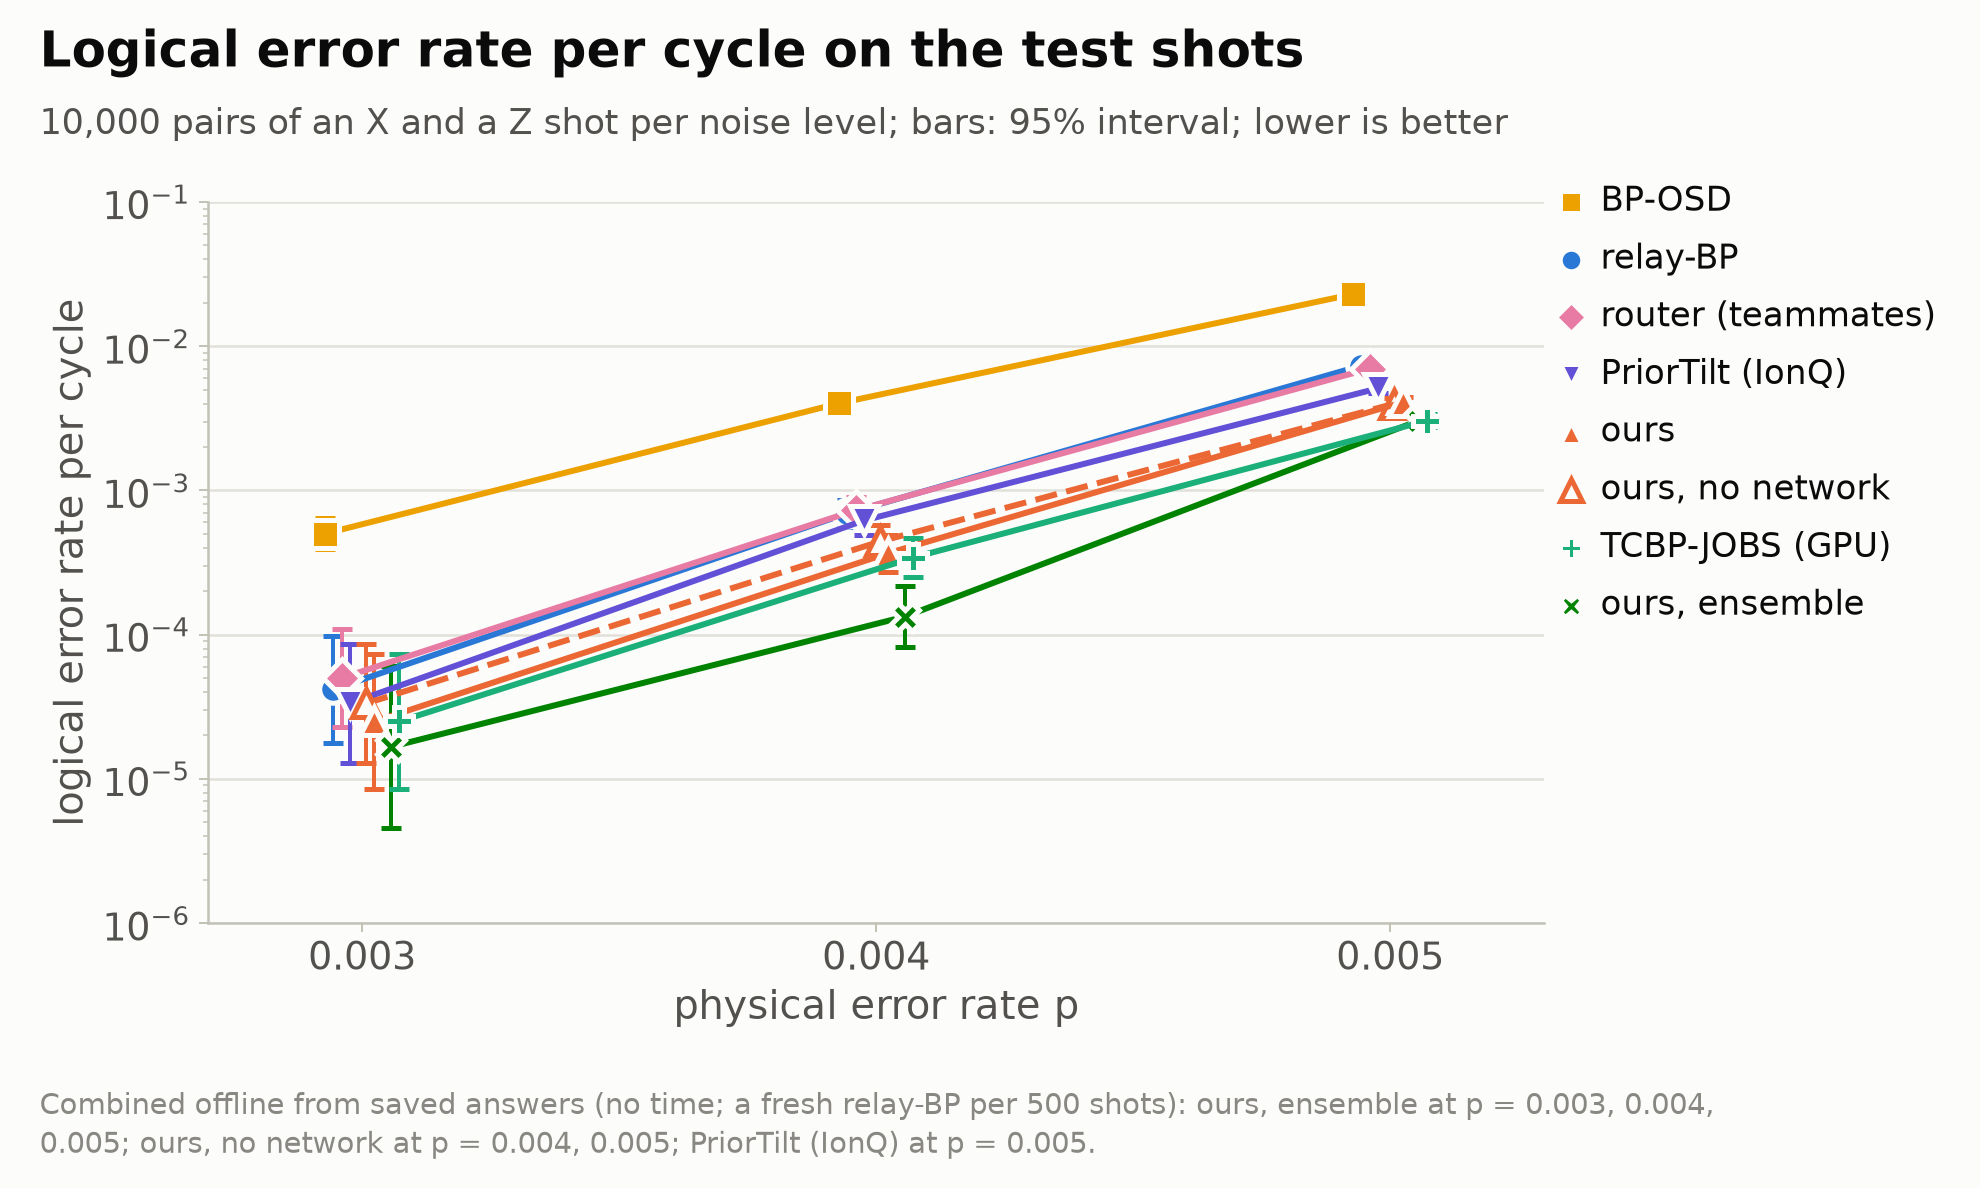 Logical error rate per cycle on the test shots
10,000 pairs of an X and a Z shot per noise level; bars: 95% interval; lower is better
10⁻¹
10⁻²
10⁻³
10⁻⁴
10⁻⁵
10⁻⁶
logical error rate per cycle
0.003
0.004
0.005
physical error rate p
BP-OSD
relay-BP
router (teammates)
PriorTilt (IonQ)
ours
ours, no network
TCBP-JOBS (GPU)
ours, ensemble
Combined offline from saved answers (no time; a fresh relay-BP per 500 shots): ours, ensemble at p = 0.003, 0.004,
0.005; ours, no network at p = 0.004, 0.005; PriorTilt (IonQ) at p = 0.005.